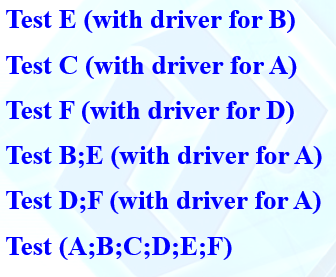 Test E (with driver for B)
Test C (with driver for A)
Test F (with driver for D)
Test B;E (with driver for A)
Test D;F (with driver for A)
Test (A;B;C;D;E;F)